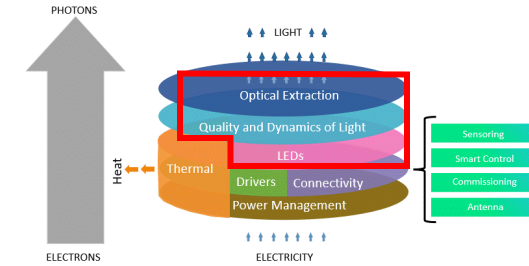 PHOTONS
LIGHT
Optical Extraction
Quality and Dynamics of Light
LEDs
Thermal
Heat
Drivers
Connectivity
Power Management
Sensoring
Smart Control
Commissioning
Antenna
ELECTRONS
ELECTRICITY